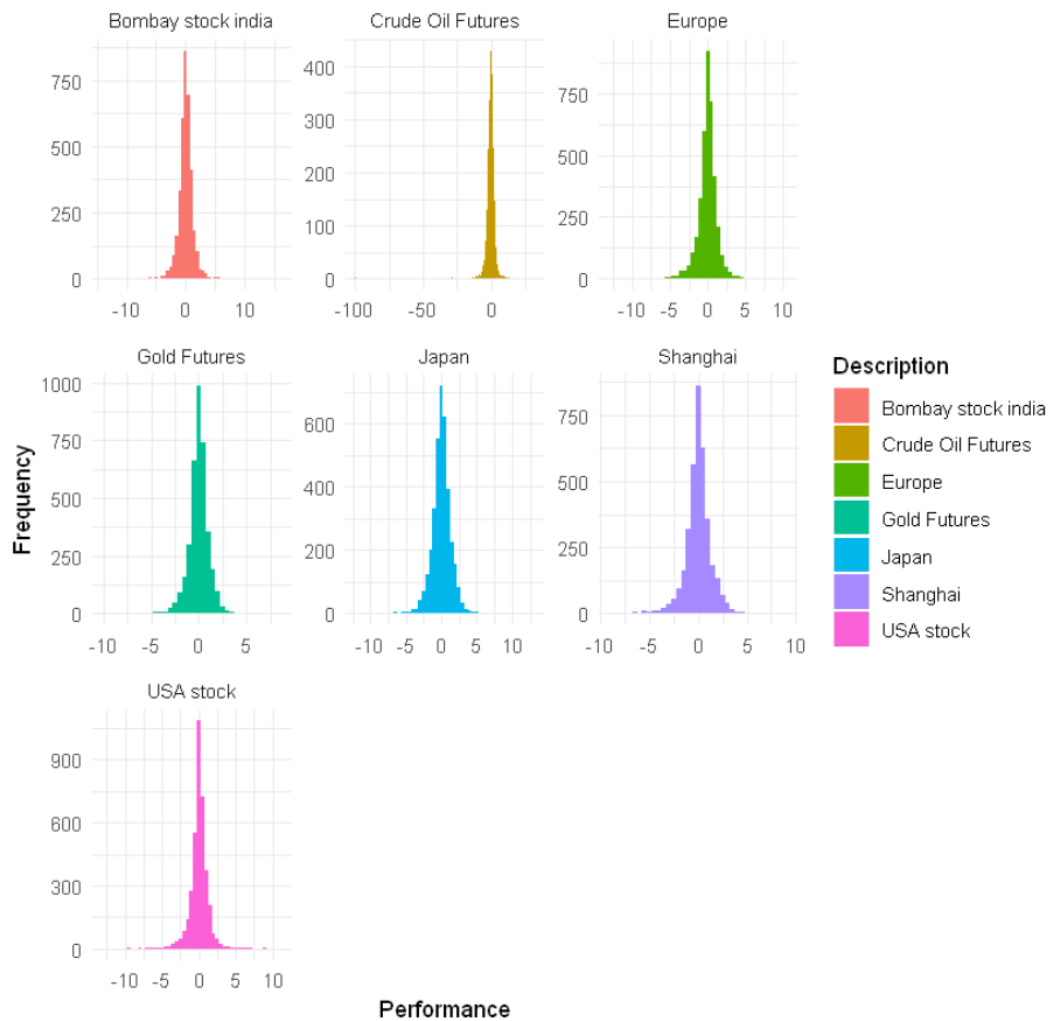 Bombay stock india
Crude Oil Futures
Europe
750
500
250
0
400
300
200
100
0
750
500
250
0
-10 0 10
-100 -50 0
-10 -5 0 5 10
Gold Futures
Japan
Shanghai
1000
750
500
250
0
600
400
200
0
750
500
250
0
-10 -5 0 5
-10 -5 0 5 10
-10 -5 0 5 10
USA stock
900
600
300
0
-10 -5 0 5 10
Frequency
Performance
Description
Bombay stock india
Crude Oil Futures
Europe
Gold Futures
Japan
Shanghai
USA stock